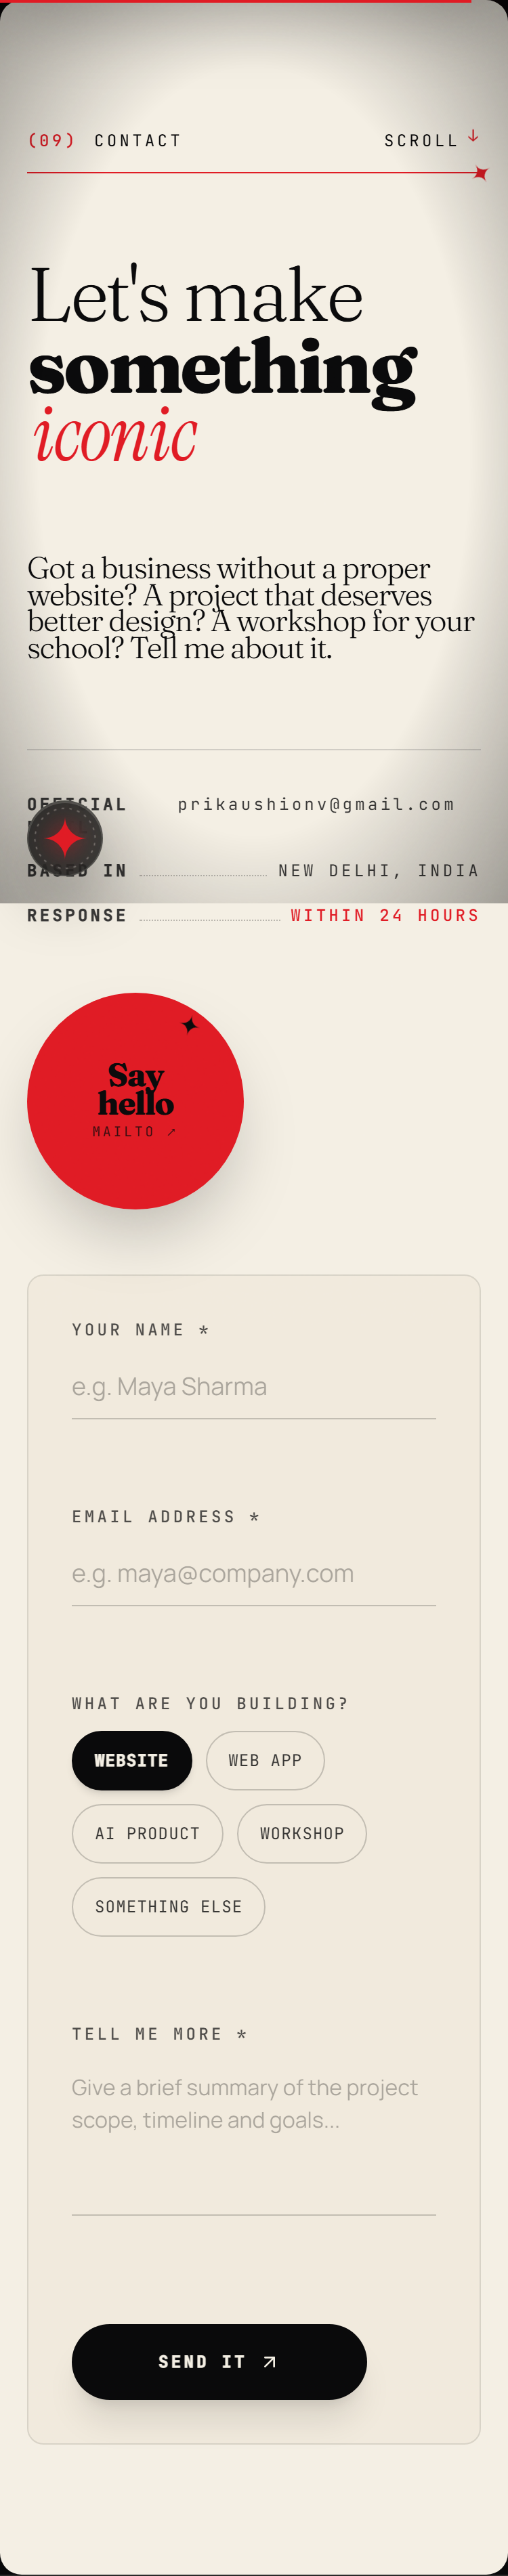 (09) CONTACT SCROLL ↓
Let's make
something
iconic
Got a business without a proper
website? A project that deserves
better design? A workshop for your
school? Tell me about it.
OFFICIAL prikaushionv@gmail.com
BASED IN NEW DELHI, INDIA
RESPONSE WITHIN 24 HOURS
Say
hello
MAILTO ↗
YOUR NAME *
e.g. Maya Sharma
EMAIL ADDRESS *
e.g. maya@company.com
WHAT ARE YOU BUILDING?
WEBSITE WEB APP
AI PRODUCT WORKSHOP
SOMETHING ELSE
TELL ME MORE *
Give a brief summary of the project
scope, timeline and goals...
SEND IT ↗